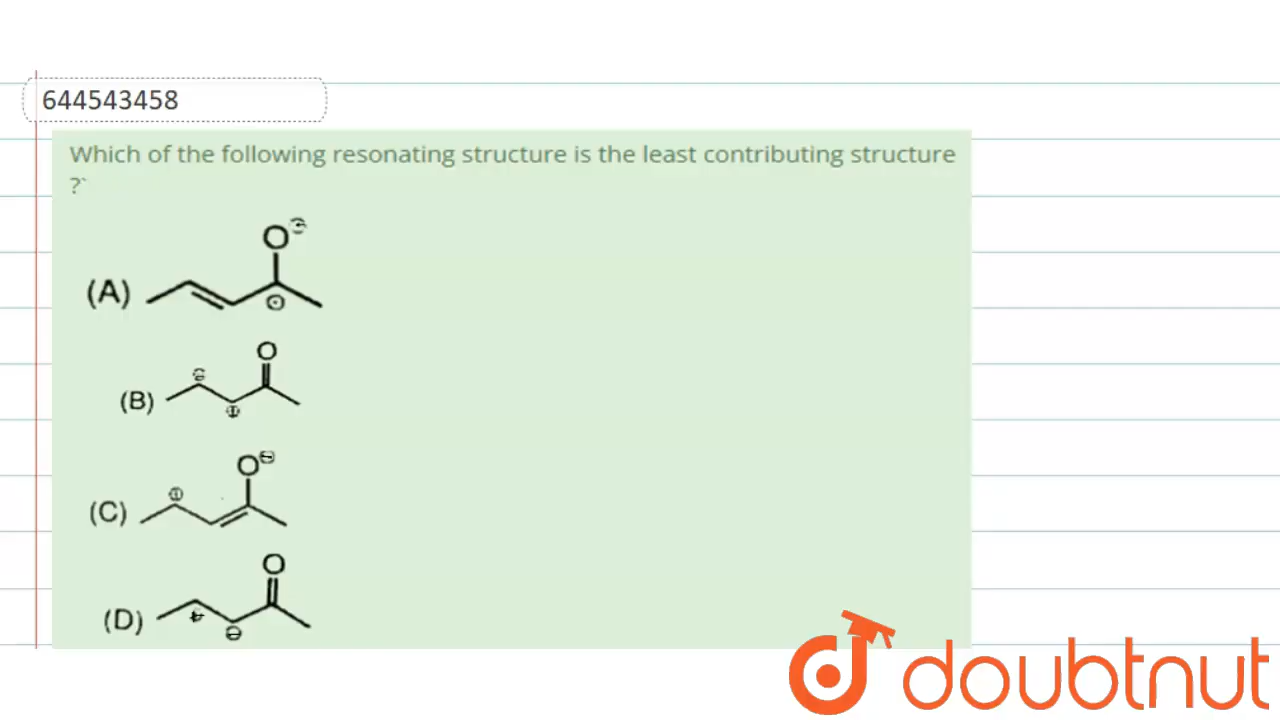 644543458
Which of the following resonating structure is the least contributing structure
?`
O⊖
(A)
O
(B)
⊕
O⊖
⊕
(C)
O
(D)
+
⊖
doubtnut